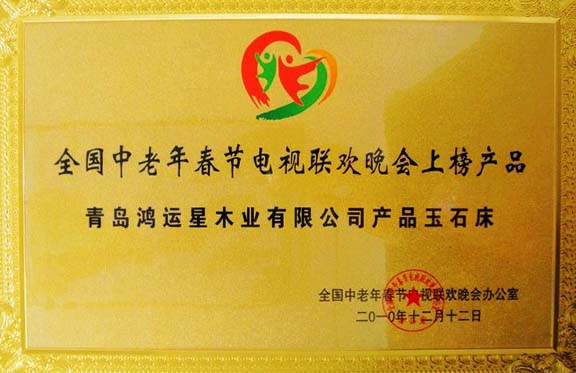 全国中老年春节电视联欢晚会上榜产品
青岛鸿运星木业有限公司产品玉石床
全国中老年春节电视联欢晚会办公室
二0一0年十二月十二日